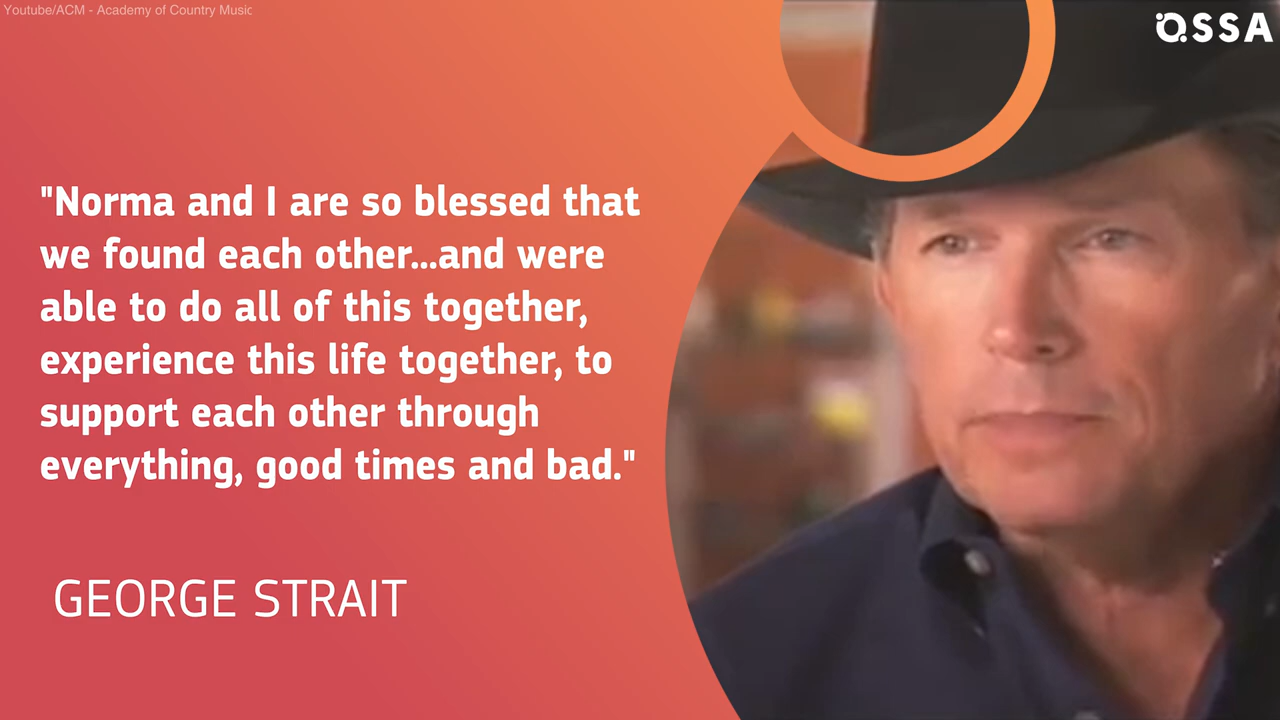 Youtube/ACM - Academy of Country Music
OSSA
"Norma and I are so blessed that
we found each other...and were
able to do all of this together,
experience this life together, to
support each other through
everything, good times and bad."
GEORGE STRAIT